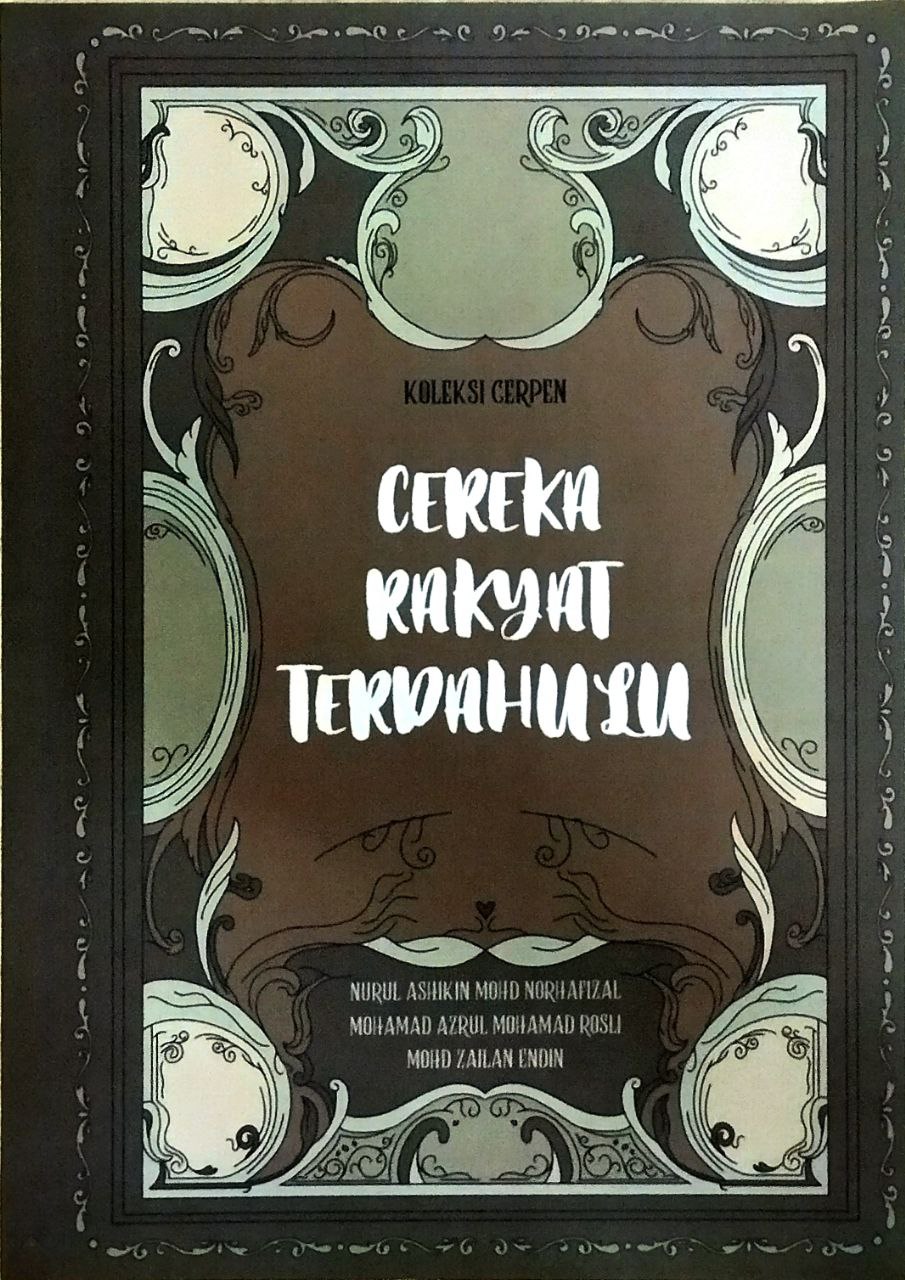 KOLEKSI CERPEN
CEREKA
RAKYAT
TERDAHULU
NURUL ASHIKIN MOHD NORHAFIZAL
MOHAMAD AZRUL MOHAMAD ROSLI
MOHD ZAILAN ENDIN